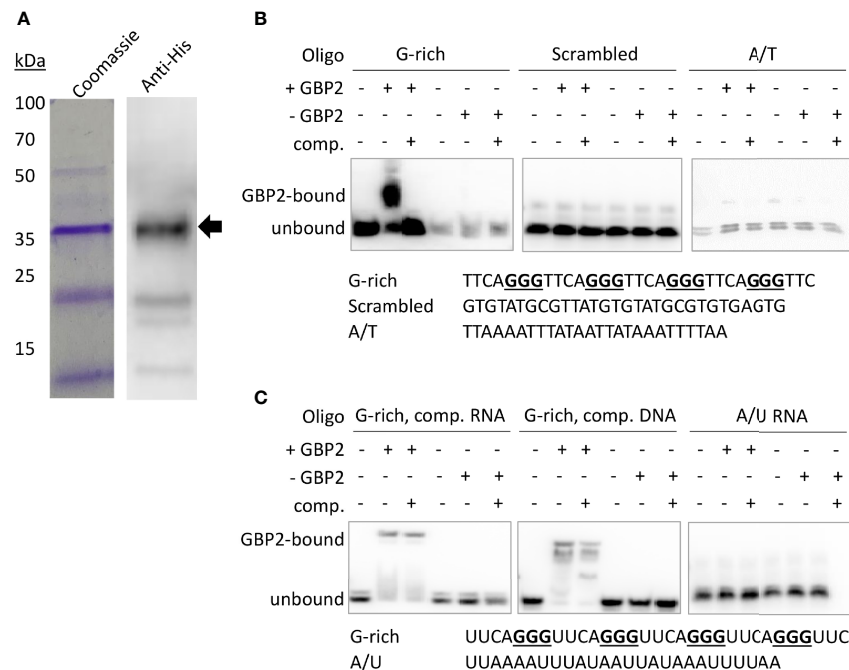 A
kDa
Coomassie
Anti-His
100
70
50
35
25
15
B
Oligo G-rich Scrambled A/T
+ GBP2 - + + - - - - + + - - - - + + - - -
- GBP2 - - - - + + - - - - + + - - - - + +
comp. - - + - - + - - + - - + - - + - - +
GBP2-bound
unbound
G-rich TTCAGGGTTCAGGGTTCAGGGTTCAGGGTTC
Scrambled GTGTATGCGTTATGTGTATGCGTGTGAGTG
A/T TTAAAATTTATAATTATAAATTTTAA
C
Oligo G-rich, comp. RNA G-rich, comp. DNA A/U RNA
+ GBP2 - + + - - - - + + - - - - + + - - -
- GBP2 - - - - + + - - - - + + - - - - + +
comp. - - + - - + - - + - - + - - + - - +
GBP2-bound
unbound
G-rich UUCAGGGUUCAGGGUUCAGGGUUCAGGGUUC
A/U UUAAAAUUUAUAAUUAUAAAUUUUAA